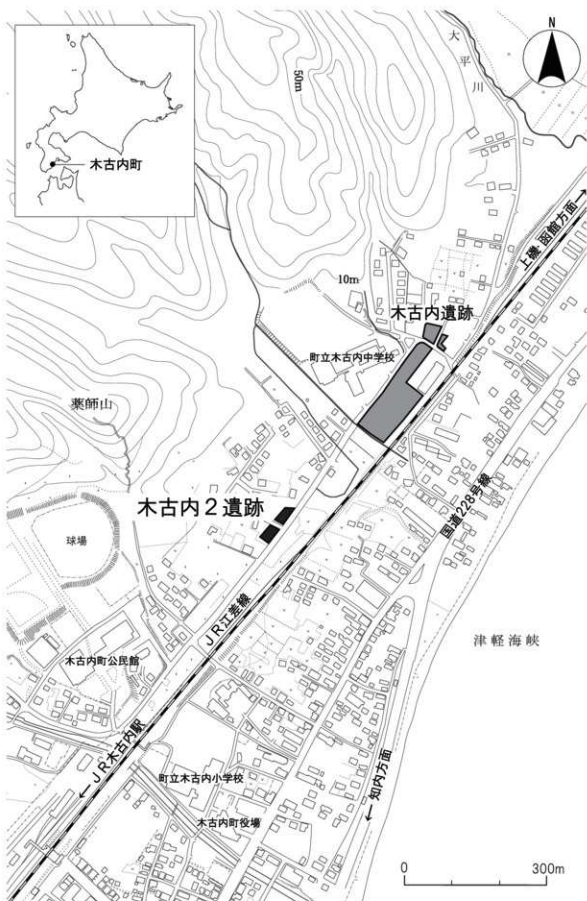 木古内町
大平川
N
50m
上磯・函館方面→
木古内遺跡
10m
町立木古内中学校
薬師山
国道228号線
木古内2遺跡
球場
JR江差線
津軽海峡
木古内町公民館
←JR木古内駅
町立木古内小学校
←知内方面
木古内町役場
0 300m